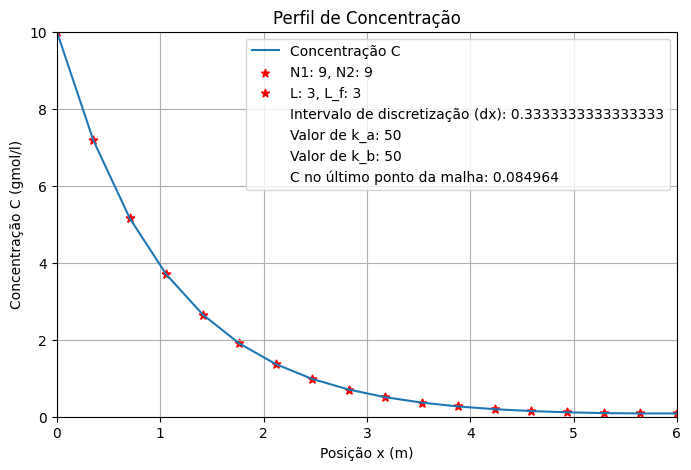 Perfil de Concentração
Concentração C
N1: 9, N2: 9
L: 3, L_f: 3
Intervalo de discretização (dx): 0.3333333333333333
Valor de k_a: 50
Valor de k_b: 50
C no último ponto da malha: 0.084964
Concentração C (gmol/l)
10
8
6
4
2
0
0 1 2 3 4 5 6
Posição x (m)